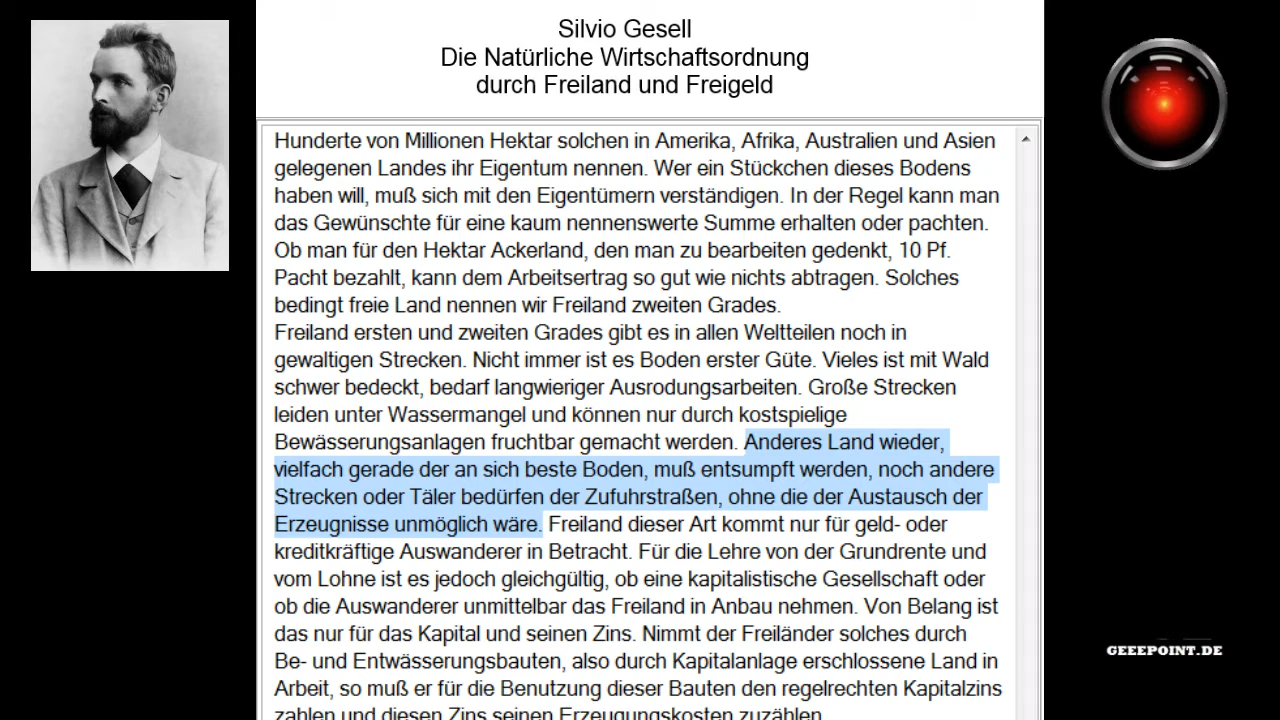 Silvio Gesell
Die Natürliche Wirtschaftsordnung
durch Freiland und Freigeld
Hunderte von Millionen Hektar solchen in Amerika, Afrika, Australien und Asien
gelegenen Landes ihr Eigentum nennen. Wer ein Stückchen dieses Bodens
haben will, muß sich mit den Eigentümern verständigen. In der Regel kann man
das Gewünschte für eine kaum nennenswerte Summe erhalten oder pachten.
Ob man für den Hektar Ackerland, den man zu bearbeiten gedenkt, 10 Pf.
Pacht bezahlt, kann dem Arbeitsertrag so gut wie nichts abtragen. Solches
bedingt freie Land nennen wir Freiland zweiten Grades.
Freiland ersten und zweiten Grades gibt es in allen Weltteilen noch in
gewaltigen Strecken. Nicht immer ist es Boden erster Güte. Vieles ist mit Wald
schwer bedeckt, bedarf langwieriger Ausrodungsarbeiten. Große Strecken
leiden unter Wassermangel und können nur durch kostspielige
Bewässerungsanlagen fruchtbar gemacht werden. Anderes Land wieder,
vielfach gerade der an sich beste Boden, muß entsumpft werden, noch andere
Strecken oder Täler bedürfen der Zufuhrstraßen, ohne die der Austausch der
Erzeugnisse unmöglich wäre. Freiland dieser Art kommt nur für geld- oder
kreditkräftige Auswanderer in Betracht. Für die Lehre von der Grundrente und
vom Lohne ist es jedoch gleichgültig, ob eine kapitalistische Gesellschaft oder
ob die Auswanderer unmittelbar das Freiland in Anbau nehmen. Von Belang ist
das nur für das Kapital und seinen Zins. Nimmt der Freiländer solches durch
Be- und Entwässerungsbauten, also durch Kapitalanlage erschlossene Land in
Arbeit, so muß er für die Benutzung dieser Bauten den regelrechten Kapitalzins
zahlen und diesen Zins seinen Erzeugungskosten zuzählen.
GEEEPOINT.DE